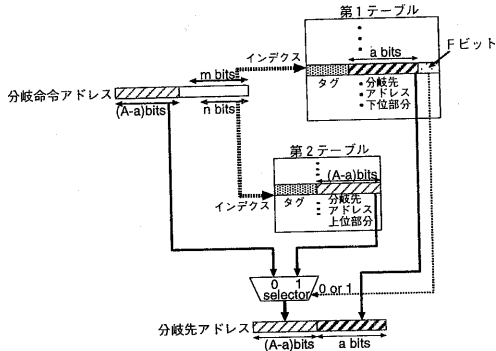 第1テーブル
a bits
Fビット
インデクス
m bits
分岐命令アドレス
タグ
分岐先
アドレス
下位部分
(A-a)bits
n bits
第2テーブル
(A-a)bits
インデクス
タグ
分岐先
アドレス
上位部分
0 1
selector
0 or 1
分岐先アドレス
(A-a)bits
a bits